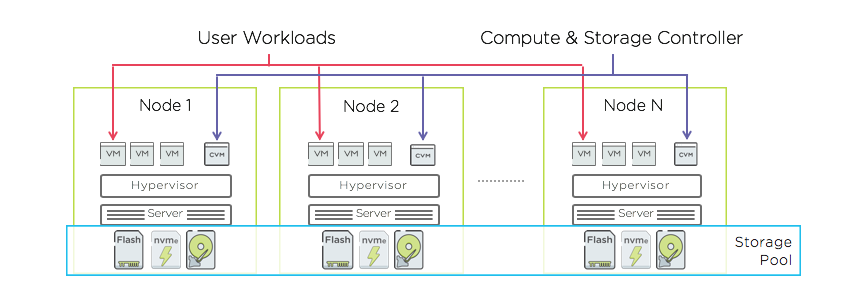 User Workloads
Compute & Storage Controller
Node 1
Node 2
Node N
VM VM VM CVM
VM VM VM CVM
VM VM VM CVM
Hypervisor
Hypervisor
Hypervisor
Server
Server
Server
Flash nvme
Flash nvme
Flash nvme
Storage
Pool